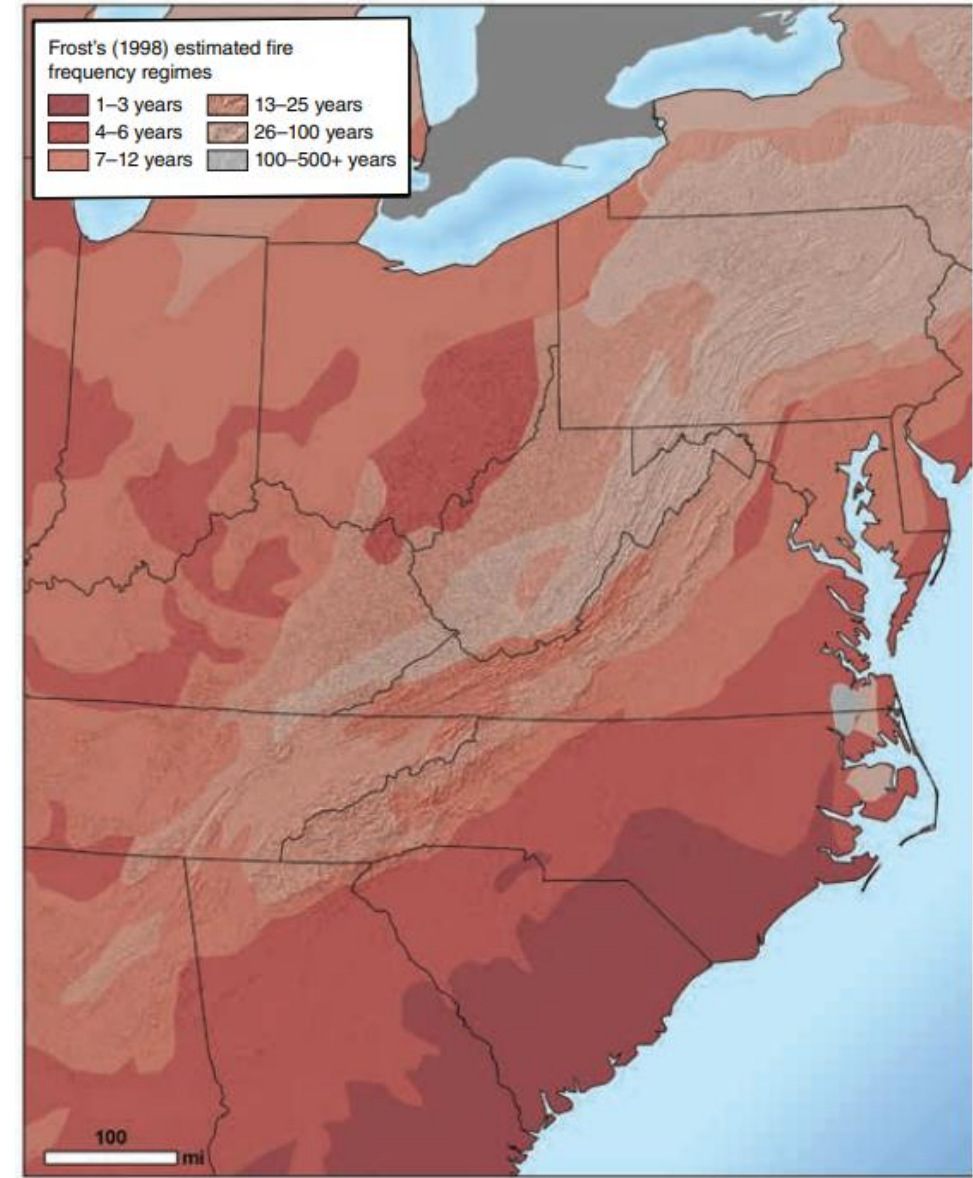 Frost's (1998) estimated fire
frequency regimes
1–3 years 13–25 years
4–6 years 26–100 years
7–12 years 100–500+ years
100
mi